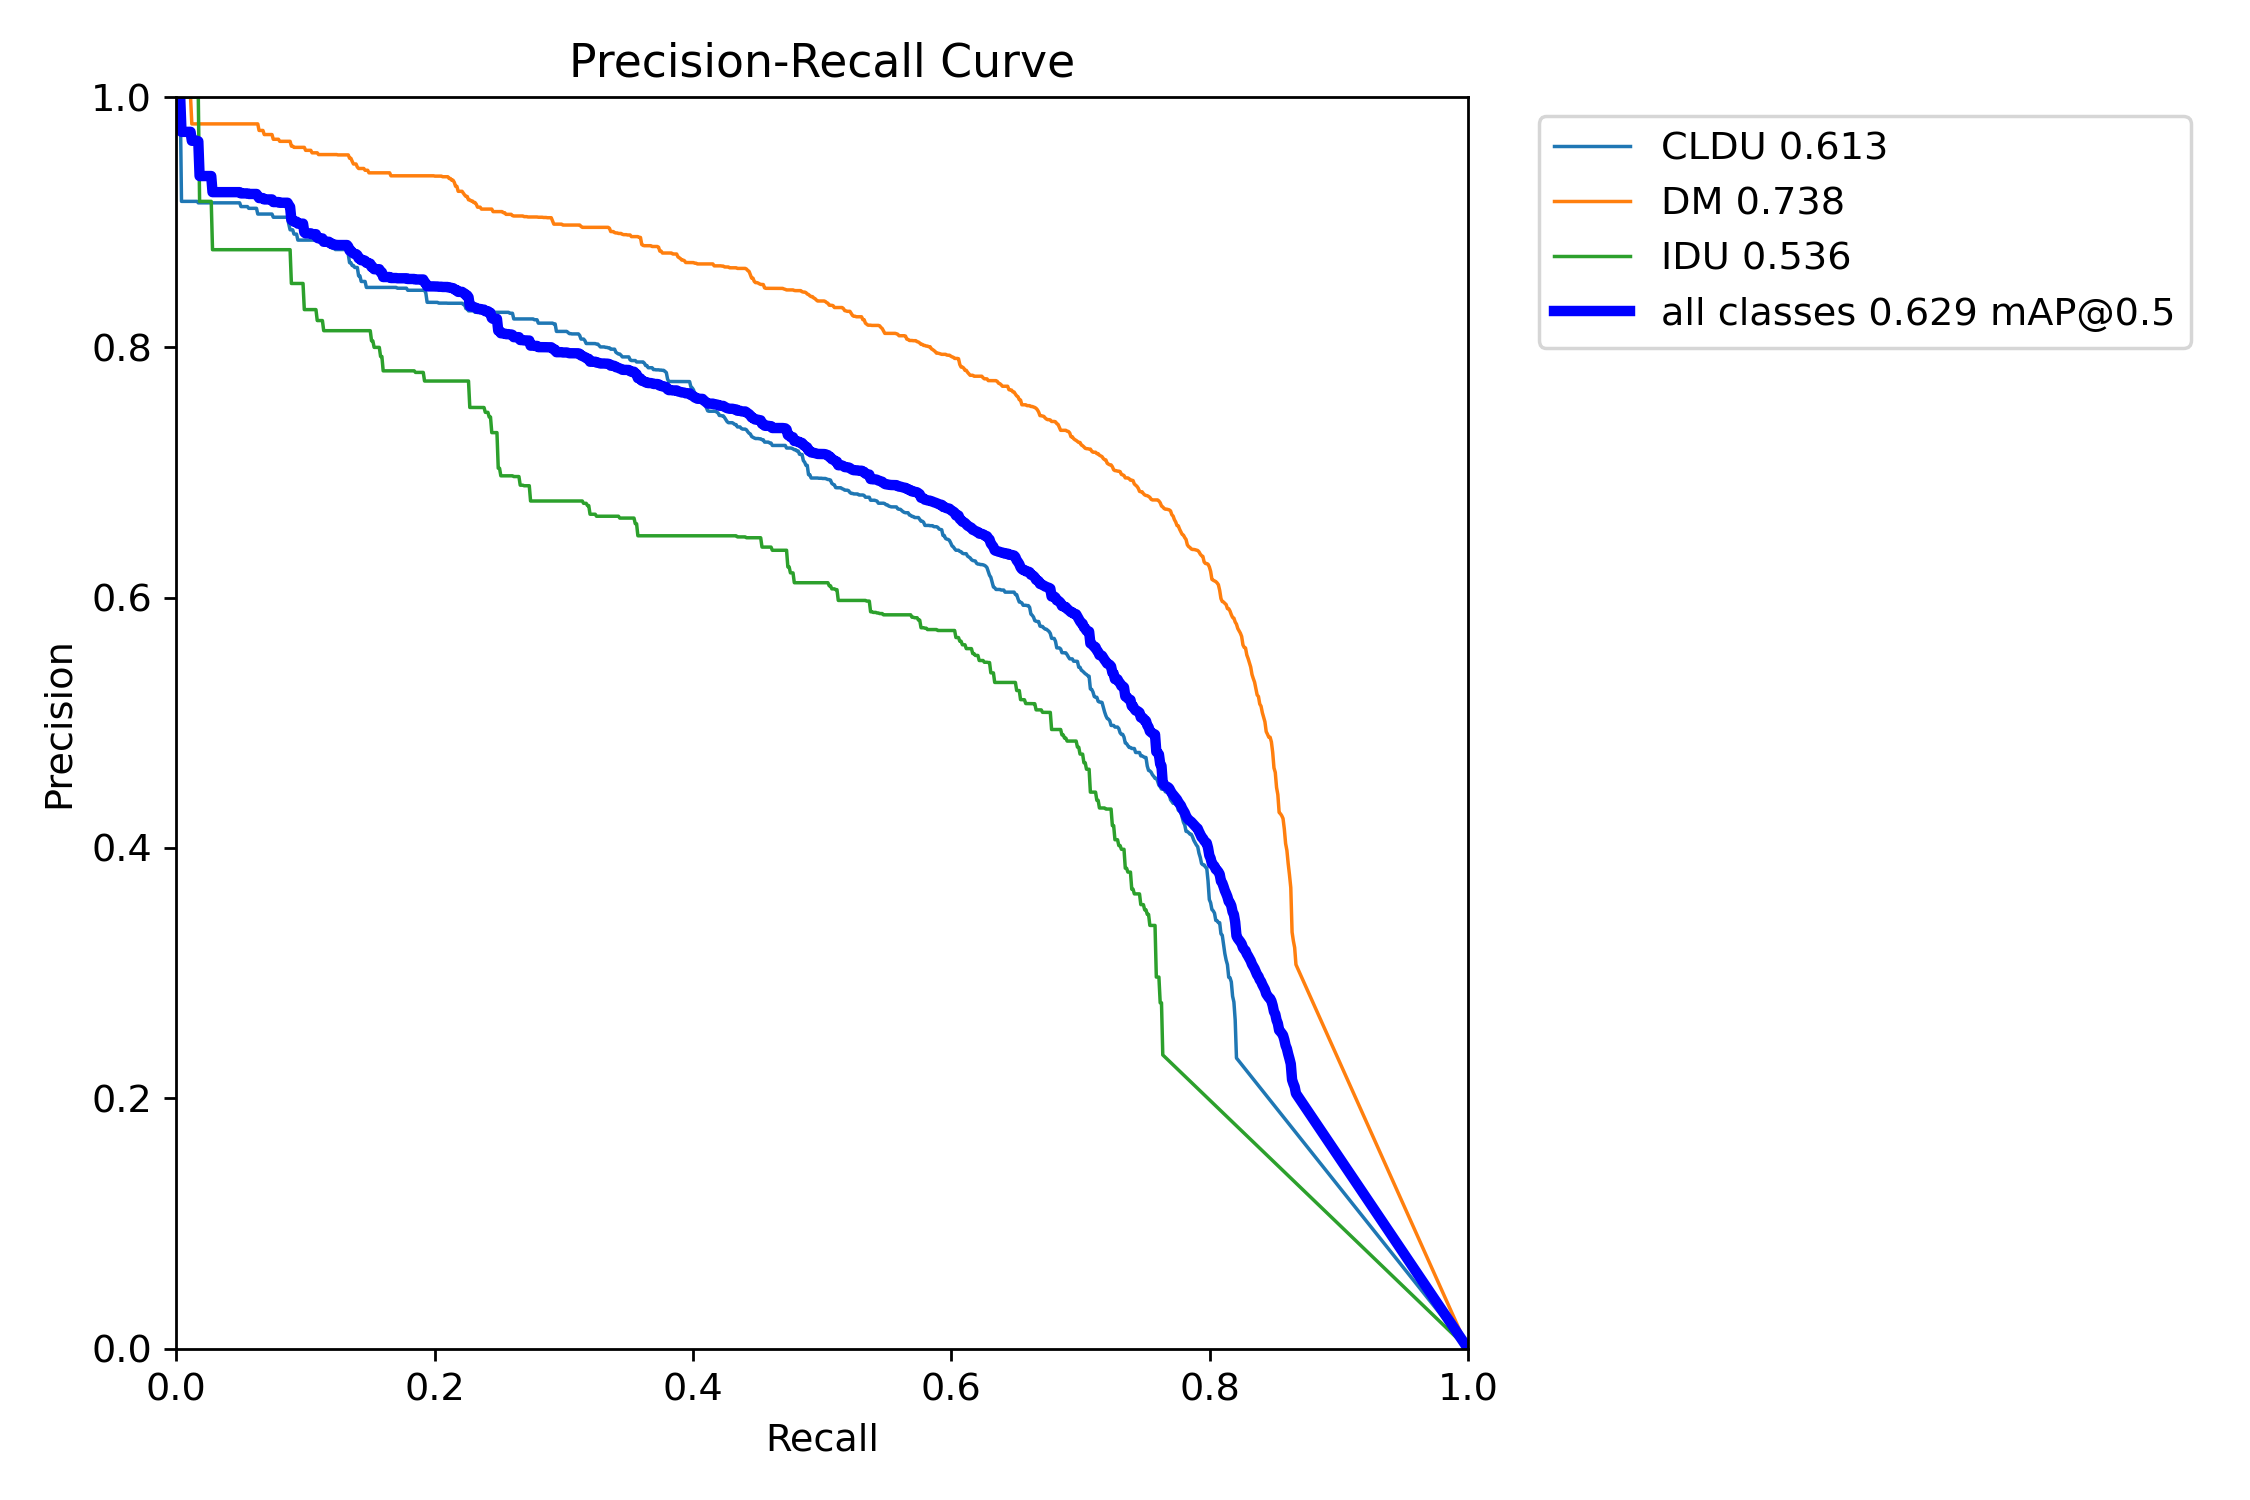 Precision-Recall Curve
1.0
0.8
0.6
0.4
0.2
0.0
Precision
0.0 0.2 0.4 0.6 0.8 1.0
Recall
CLDU 0.613
DM 0.738
IDU 0.536
all classes 0.629 mAP@0.5